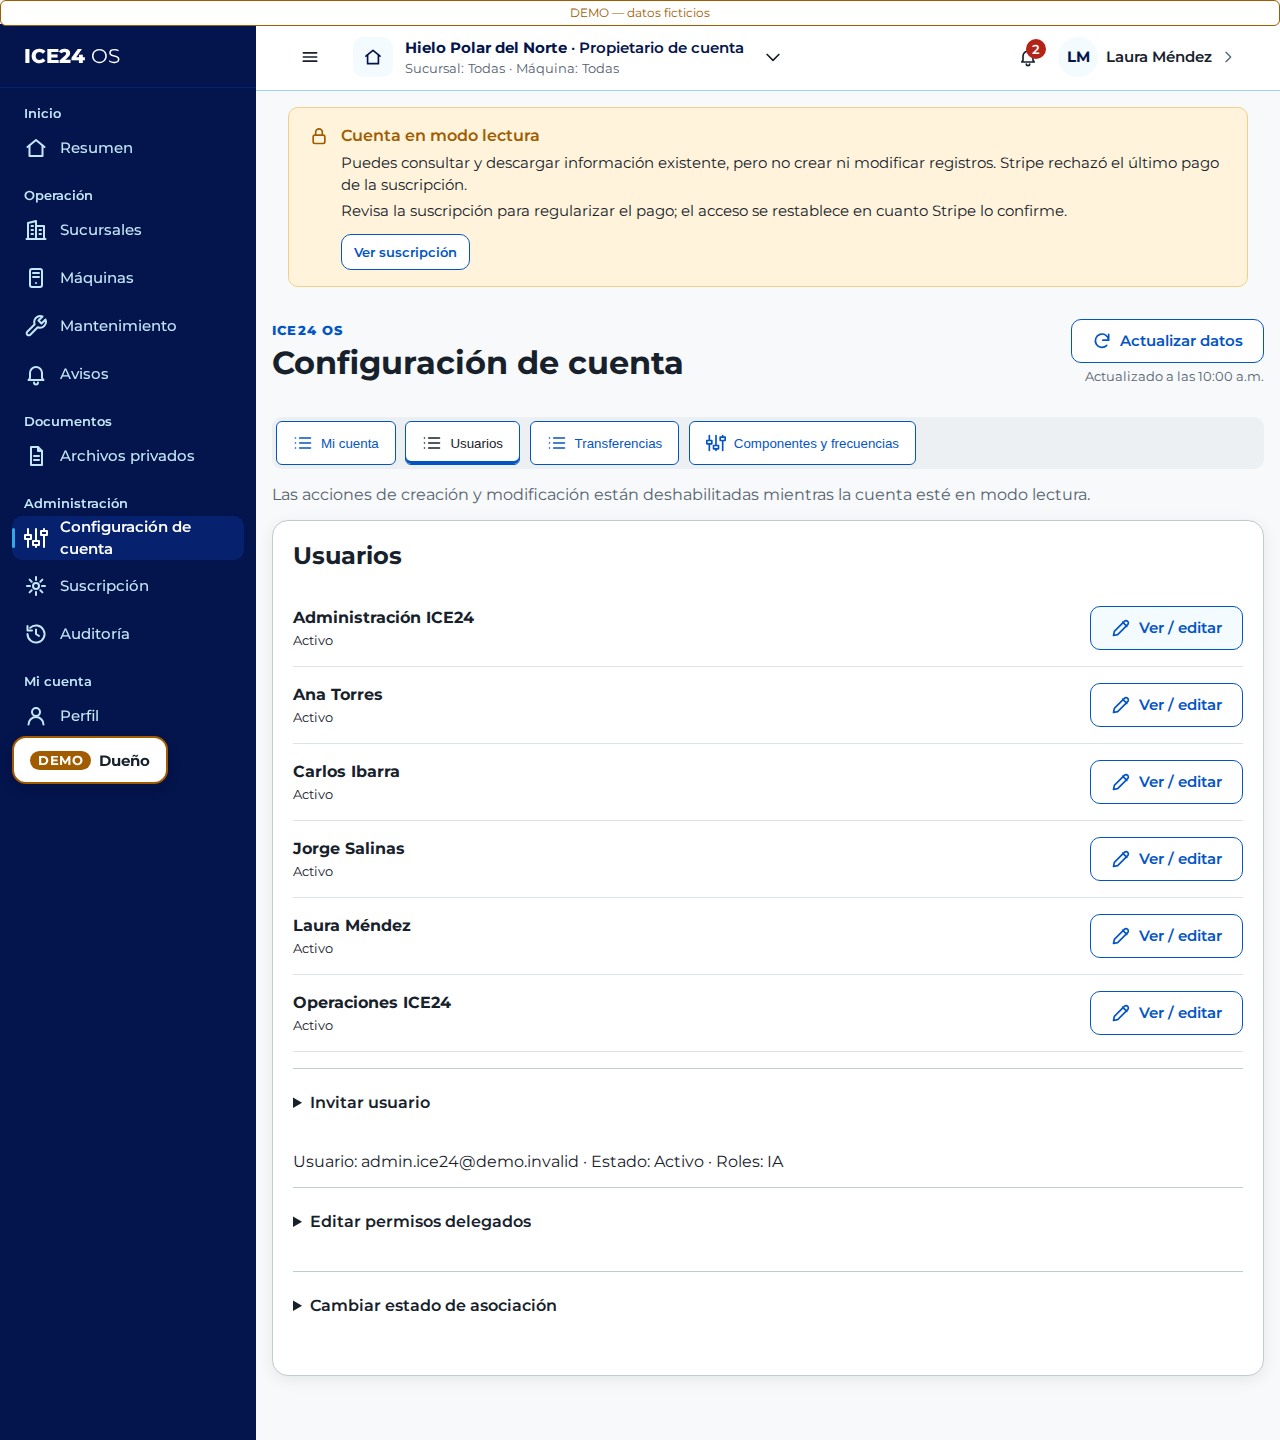 DEMO — datos ficticios
ICE24 OS
Inicio
Resumen
Operación
Sucursales
Máquinas
Mantenimiento
Avisos
Documentos
Archivos privados
Administración
Configuración de
cuenta
Suscripción
Auditoría
Mi cuenta
Perfil
DEMO Dueño
Hielo Polar del Norte · Propietario de cuenta
Sucursal: Todas · Máquina: Todas
2
LM Laura Méndez
Cuenta en modo lectura
Puedes consultar y descargar información existente, pero no crear ni modificar registros. Stripe rechazó el último pago
de la suscripción.
Revisa la suscripción para regularizar el pago; el acceso se restablece en cuanto Stripe lo confirme.
Ver suscripción
ICE24 OS
Configuración de cuenta
Actualizar datos
Actualizado a las 10:00 a.m.
Mi cuenta
Usuarios
Transferencias
Componentes y frecuencias
Las acciones de creación y modificación están deshabilitadas mientras la cuenta esté en modo lectura.
Usuarios
Administración ICE24
Activo
Ver / editar
Ana Torres
Activo
Ver / editar
Carlos Ibarra
Activo
Ver / editar
Jorge Salinas
Activo
Ver / editar
Laura Méndez
Activo
Ver / editar
Operaciones ICE24
Activo
Ver / editar
Invitar usuario
Usuario: admin.ice24@demo.invalid · Estado: Activo · Roles: IA
Editar permisos delegados
Cambiar estado de asociación